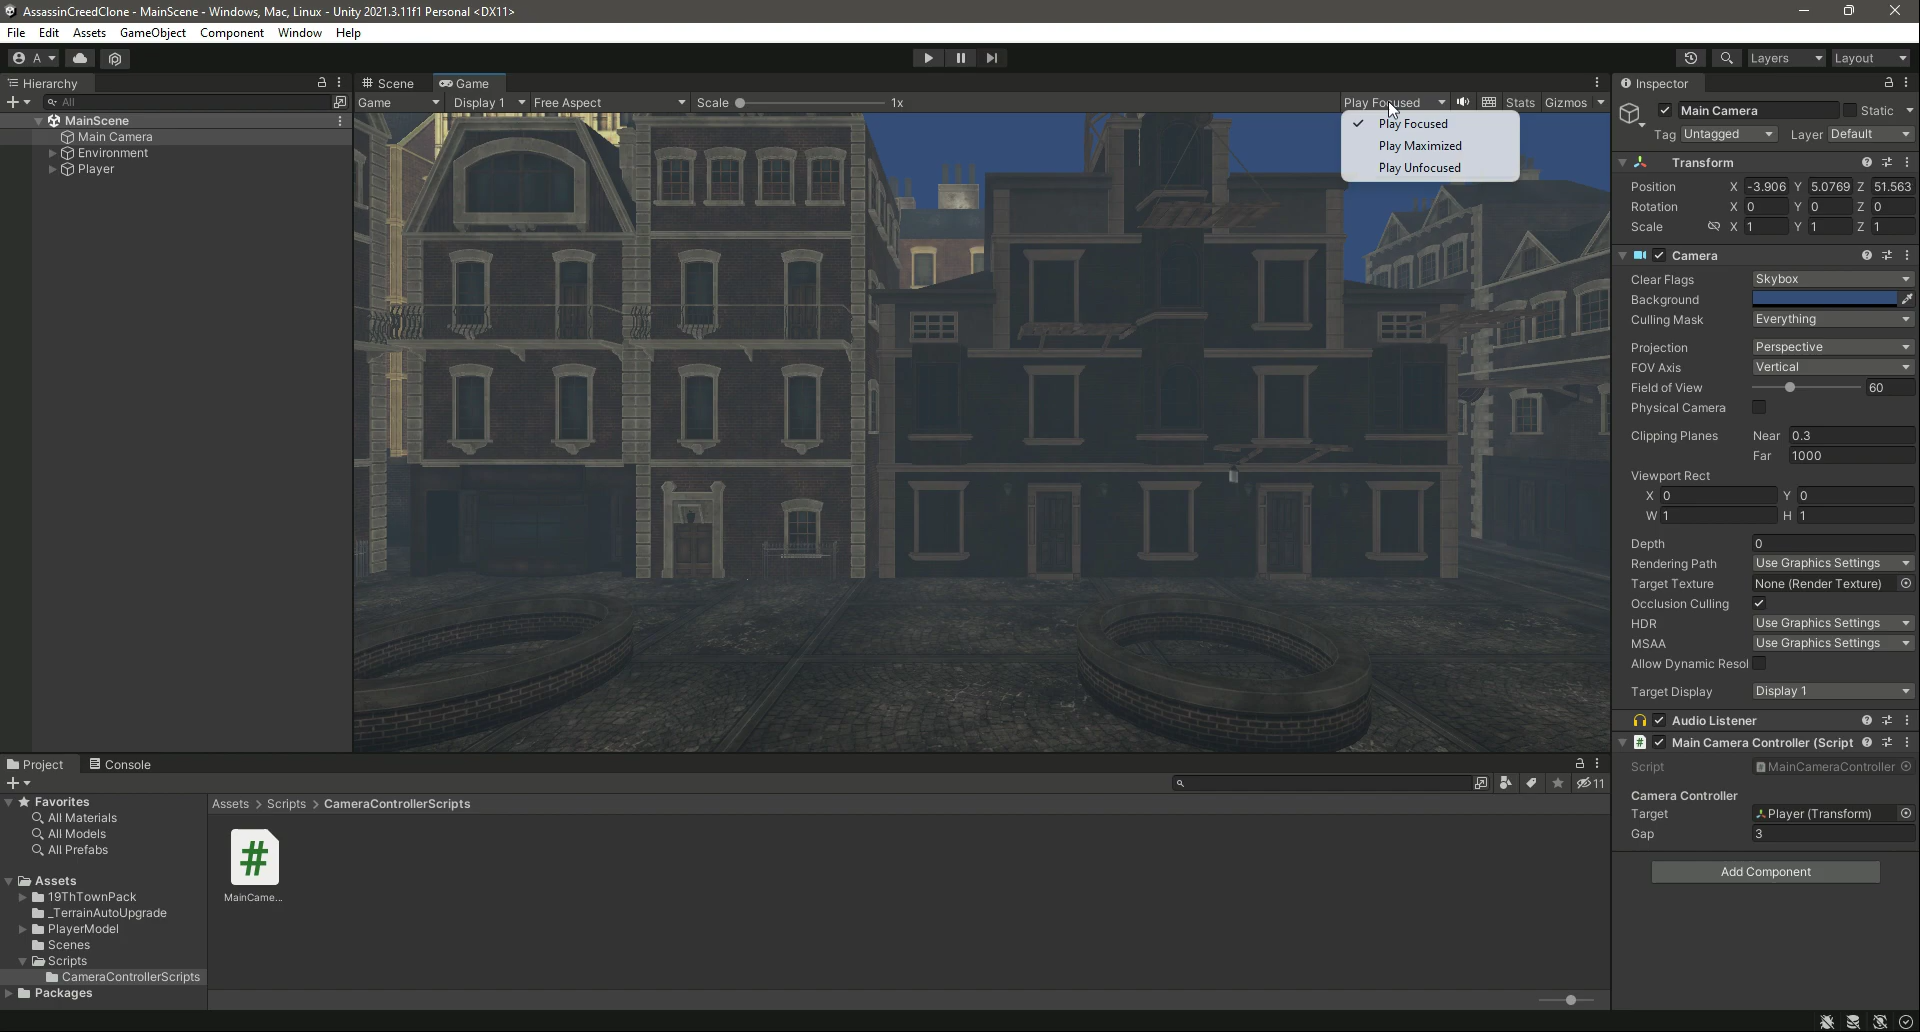 AssassinCreedClone - MainScene - Windows, Mac, Linux - Unity 2021.3.11f1 Personal <DX11>
File Edit Assets GameObject Component Window Help
A Layers Layout
Hierarchy
All
MainScene
Main Camera
Environment
Player
Scene Game
Game Display 1 Free Aspect Scale 1x Play Focused Stats Gizmos
Play Focused
Play Maximized
Play Unfocused
Inspector
Main Camera Static
Tag Untagged Layer Default
Transform
Position X -3.906 Y 5.0769 Z 51.563
Rotation X 0 Y 0 Z 0
Scale X 1 Y 1 Z 1
Camera
Clear Flags Skybox
Background
Culling Mask Everything
Projection Perspective
FOV Axis Vertical
Field of View 60
Physical Camera
Clipping Planes Near 0.3
Far 1000
Viewport Rect
X 0 Y 0
W 1 H 1
Depth 0
Rendering Path Use Graphics Settings
Target Texture None (Render Texture)
Occlusion Culling
HDR Use Graphics Settings
MSAA Use Graphics Settings
Allow Dynamic Resol
Target Display Display 1
Audio Listener
# Main Camera Controller (Script
Script # MainCameraController
Camera Controller
Target Player (Transform)
Gap 3
Add Component
Project Console
11
Favorites
All Materials
All Models
All Prefabs
Assets
19ThTownPack
_TerrainAutoUpgrade
PlayerModel
Scenes
Scripts
CameraControllerScripts
Packages
Assets > Scripts > CameraControllerScripts
#
MainCame...